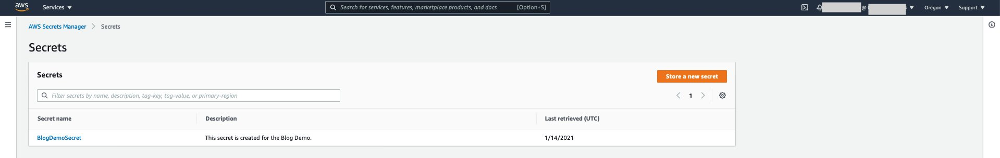 aws Services Search for services, features, marketplace products, and docs [Option+S] @ Oregon Support
AWS Secrets Manager > Secrets
Secrets
Secrets Store a new secret
Filter secrets by name, description, tag-key, tag-value, or primary-region 1
Secret name Description Last retrieved (UTC)
BlogDemoSecret This secret is created for the Blog Demo. 1/14/2021